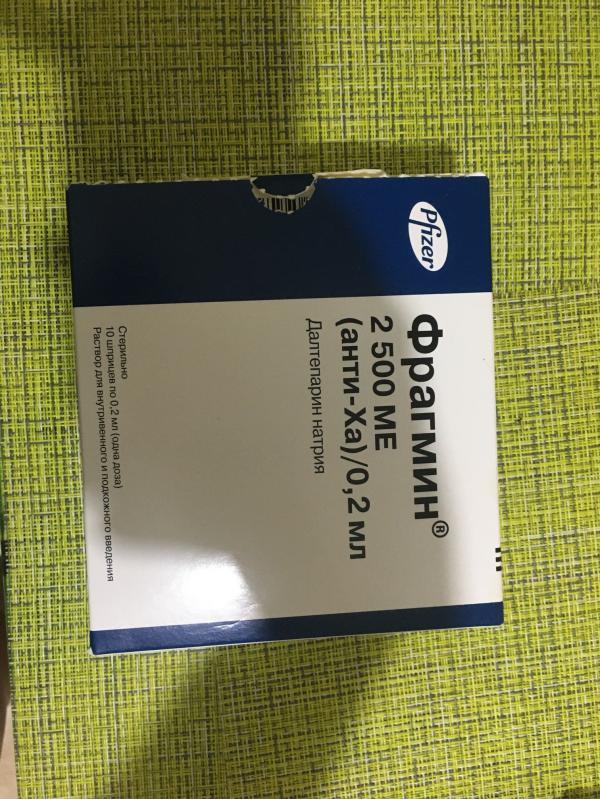 Pfizer
Фрагмин®
2 500 МЕ
(анти-Ха)/0,2 мл
Далтепарин натрия
Стерильно
10 шприцев по 0,2 мл (одна доза)
Раствор для внутривенного и подкожного введения